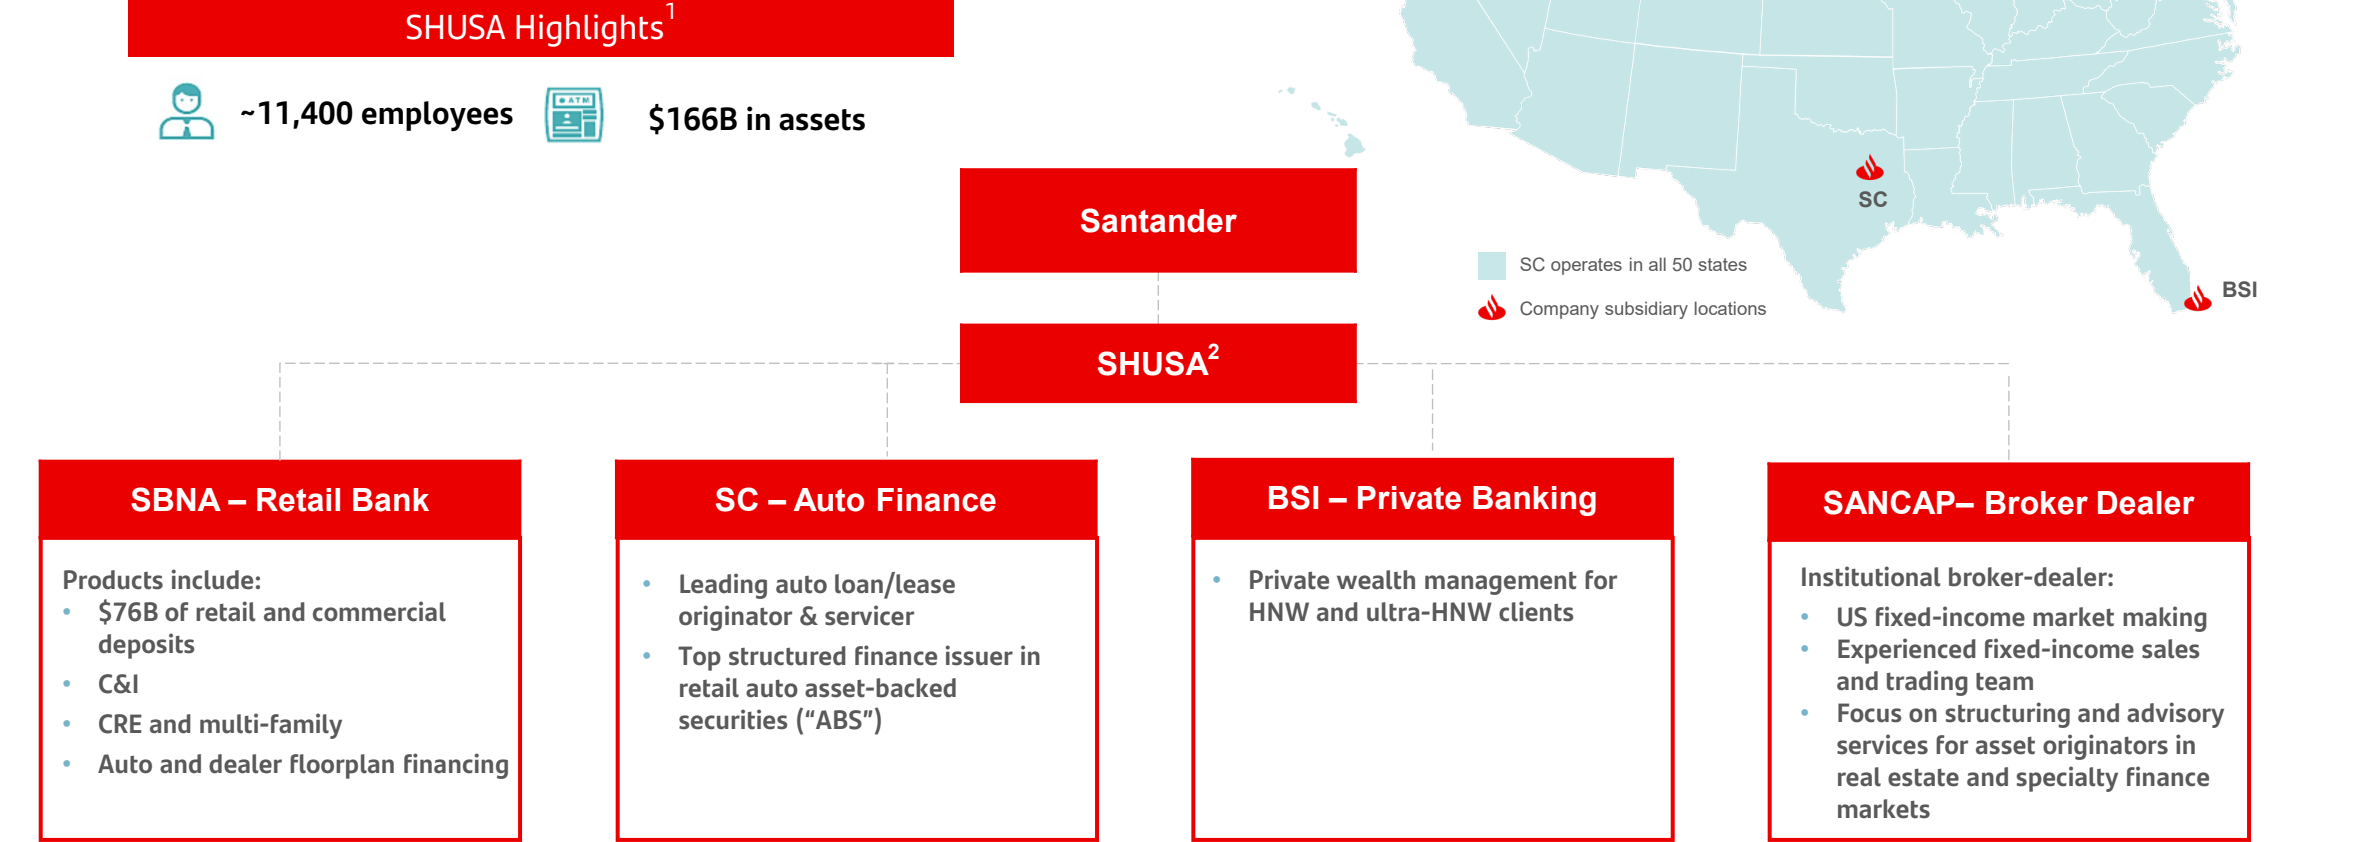 SHUSA Highlights1
~11,400 employees
ATM
$166B in assets
SC
SC operates in all 50 states
Company subsidiary locations
BSI
Santander
SHUSA2
SBNA – Retail Bank
Products include:
• $76B of retail and commercial
deposits
• C&I
• CRE and multi-family
• Auto and dealer floorplan financing
SC – Auto Finance
• Leading auto loan/lease
originator & servicer
• Top structured finance issuer in
retail auto asset-backed
securities (“ABS”)
BSI – Private Banking
• Private wealth management for
HNW and ultra-HNW clients
SANCAP– Broker Dealer
Institutional broker-dealer:
• US fixed-income market making
• Experienced fixed-income sales
and trading team
• Focus on structuring and advisory
services for asset originators in
real estate and specialty finance
markets